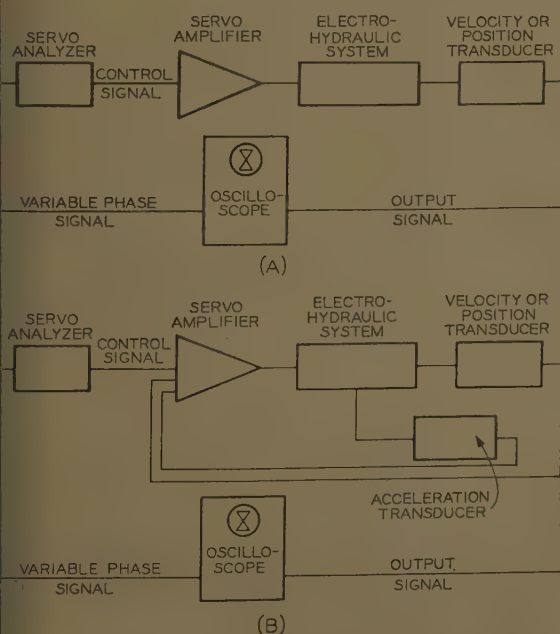 SERVO
ANALYZER
CONTROL
SIGNAL
SERVO
AMPLIFIER
ELECTRO-
HYDRAULIC
SYSTEM
VELOCITY OR
POSITION
TRANSDUCER
VARIABLE PHASE
SIGNAL
OSCILLO-
SCOPE
OUTPUT
SIGNAL
(A)
SERVO
ANALYZER
CONTROL
SIGNAL
SERVO
AMPLIFIER
ELECTRO-
HYDRAULIC
SYSTEM
VELOCITY OR
POSITION
TRANSDUCER
ACCELERATION
TRANSDUCER
VARIABLE PHASE
SIGNAL
OSCILLO-
SCOPE
OUTPUT
SIGNAL
(B)